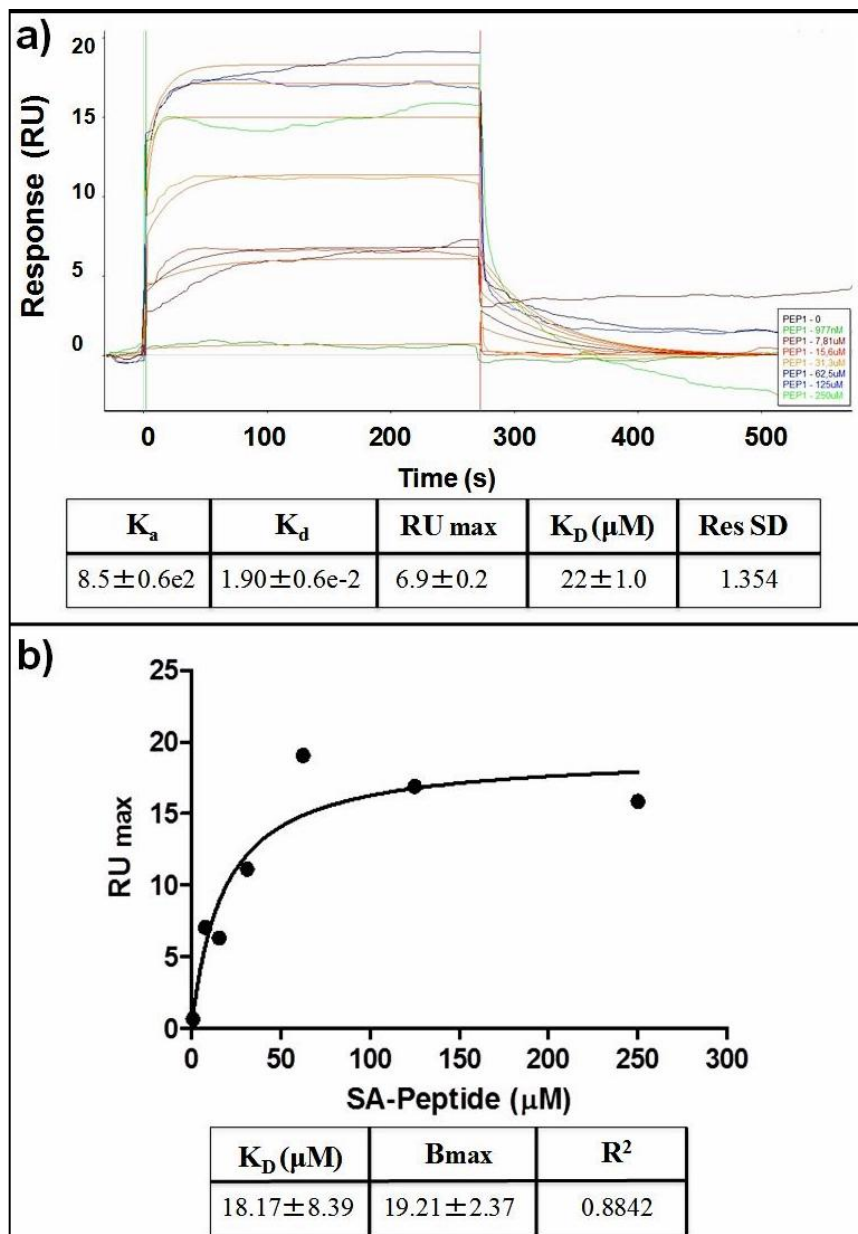 a)
Response (RU)
20
15
10
5
0
0 100 200 300 400 500
Time (s)
PEP1 - 0
PEP1 - 977nM
PEP1 - 7,81uM
PEP1 - 15,6uM
PEP1 - 31,3uM
PEP1 - 62,5uM
PEP1 - 125uM
PEP1 - 250uM
Ka Kd RU max KD (μM) Res SD
8.5±0.6e2 1.90±0.6e-2 6.9±0.2 22±1.0 1.354
b)
RU max
25
20
15
10
5
0
0 50 100 150 200 250 300
SA-Peptide (μM)
KD (μM) Bmax R²
18.17±8.39 19.21±2.37 0.8842